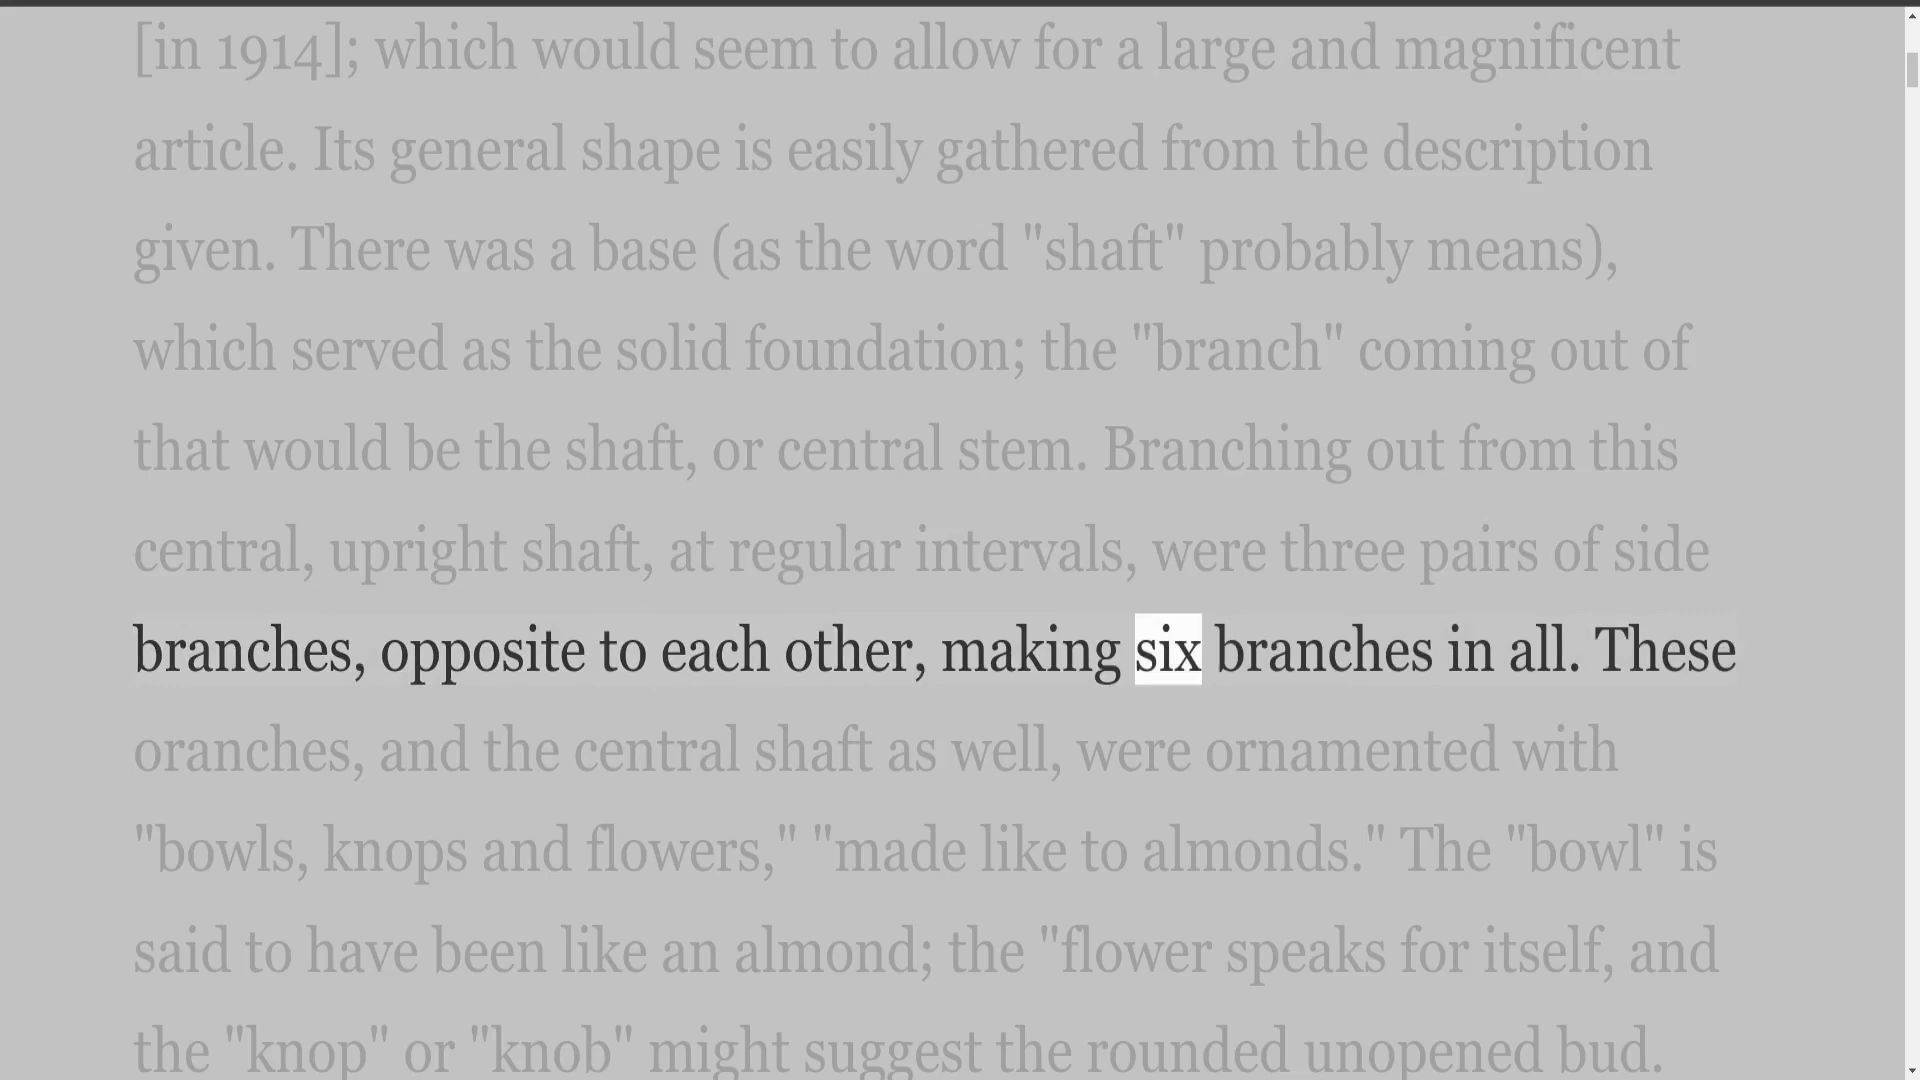 [in 1914]; which would seem to allow for a large and magnificent
article. Its general shape is easily gathered from the description
given. There was a base (as the word "shaft" probably means),
which served as the solid foundation; the "branch" coming out of
that would be the shaft, or central stem. Branching out from this
central, upright shaft, at regular intervals, were three pairs of side
branches, opposite to each other, making six branches in all. These
oranches, and the central shaft as well, were ornamented with
"bowls, knops and flowers," "made like to almonds." The "bowl" is
said to have been like an almond; the "flower speaks for itself, and
the "knop" or "knob" might suggest the rounded unopened bud.